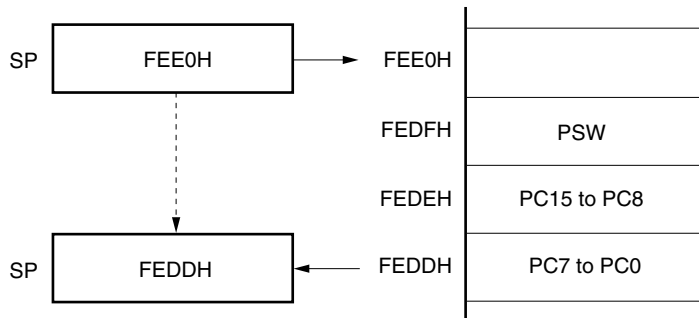 SP FEE0H FEE0H
FEDFH PSW
FEDEH PC15 to PC8
SP FEDDH FEDDH PC7 to PC0